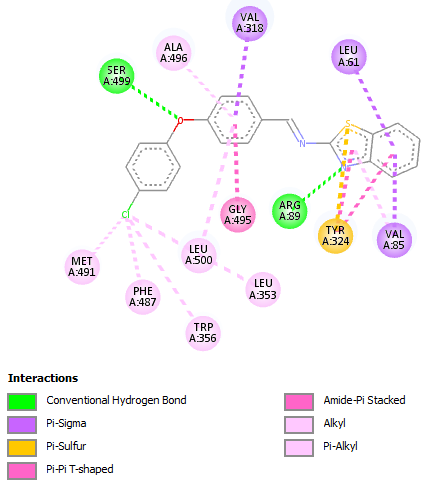 VAL
A:318
ALA
A:496
LEU
A:61
SER
A:499
O
S
N
N
ARG
A:89
GLY
A:495
TYR
A:324
VAL
A:85
Cl
LEU
A:500
MET
A:491
LEU
A:353
PHE
A:487
TRP
A:356
Interactions
Conventional Hydrogen Bond
Pi-Sigma
Pi-Sulfur
Pi-Pi T-shaped
Amide-Pi Stacked
Alkyl
Pi-Alkyl